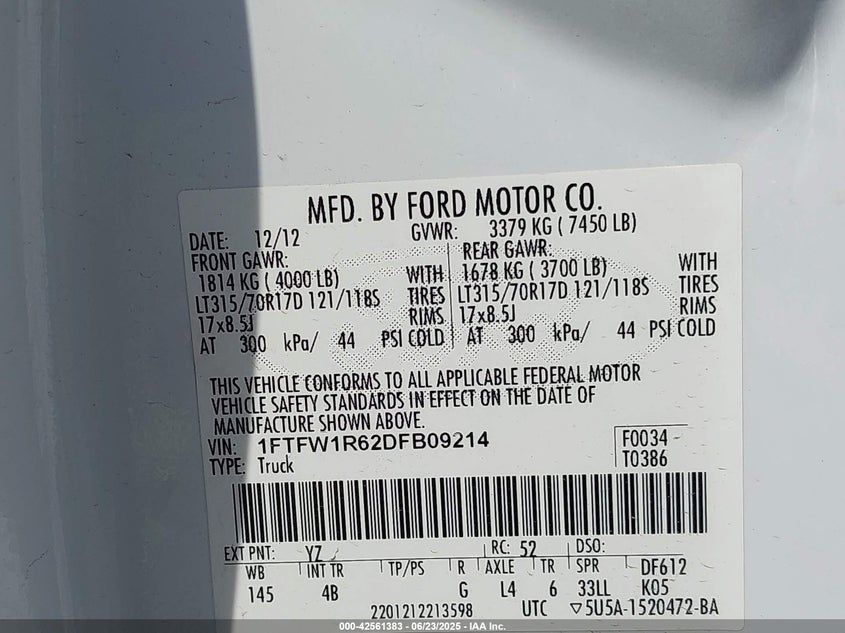 MFD. BY FORD MOTOR CO.
DATE: 12/12 GVWR: 3379 KG ( 7450 LB)
FRONT GAWR: REAR GAWR:
1814 KG ( 4000 LB) WITH 1678 KG ( 3700 LB) WITH
LT315/70R17D 121/118S TIRES LT315/70R17D 121/118S TIRES
17x8.5J RIMS 17x8.5J RIMS
AT 300 kPa/ 44 PSI COLD AT 300 kPa/ 44 PSI COLD
THIS VEHICLE CONFORMS TO ALL APPLICABLE FEDERAL MOTOR
VEHICLE SAFETY STANDARDS IN EFFECT ON THE DATE OF
MANUFACTURE SHOWN ABOVE.
VIN: 1FTFW1R62DFB09214 F0034
TYPE: Truck T0386
EXT PNT: YZ RC: 52 DSO:
WB INT TR TP/PS R AXLE TR SPR DF612
145 4B G L4 6 33LL K05
2201212213598 UTC ▽5U5A-1520472-BA
000-42561383 - 06/23/2025 - IAA Inc.